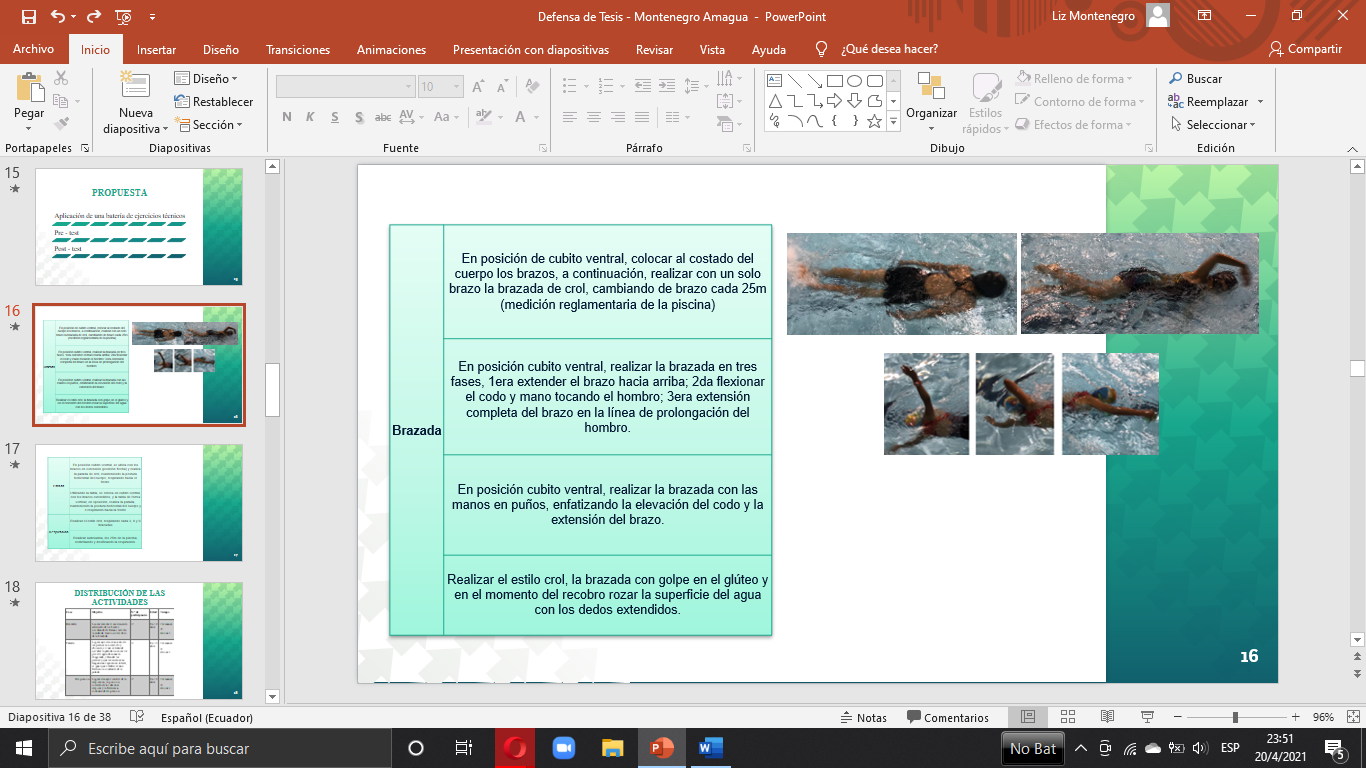 Defensa de Tesis - Montenegro Amagua - PowerPoint
Liz Montenegro
Archivo
Inicio
Insertar
Diseño
Transiciones
Animaciones
Presentación con diapositivas
Revisar
Vista
Ayuda
¿Qué desea hacer?
Compartir
Pegar
Nueva
diapositiva
Diseño
Restablecer
Sección
10
N K S S abc AV Aa A
Organizar
Estilos
rápidos
Relleno de forma
Contorno de forma
Efectos de forma
Buscar
Reemplazar
Seleccionar
Portapapeles
Diapositivas
Fuente
Párrafo
Dibujo
Edición
15
PROPUESTA
Aplicación de una batería de ejercicios técnicos
Pre - test
Post - test
16
17
18
DISTRIBUCIÓN DE LAS
ACTIVIDADES
Brazada
En posición de cubito ventral, colocar al costado del
cuerpo los brazos, a continuación, realizar con un solo
brazo la brazada de crol, cambiando de brazo cada 25m
(medición reglamentaria de la piscina)
En posición cubito ventral, realizar la brazada en tres
fases, 1era extender el brazo hacia arriba; 2da flexionar
el codo y mano tocando el hombro; 3era extensión
completa del brazo en la línea de prolongación del
hombro.
En posición cubito ventral, realizar la brazada con las
manos en puños, enfatizando la elevación del codo y la
extensión del brazo.
Realizar el estilo crol, la brazada con golpe en el glúteo y
en el momento del recobro rozar la superficie del agua
con los dedos extendidos.
16
Diapositiva 16 de 38
Español (Ecuador)
Notas
Comentarios
96%
Escribe aquí para buscar
No Bat
ESP
23:51
20/4/2021
5